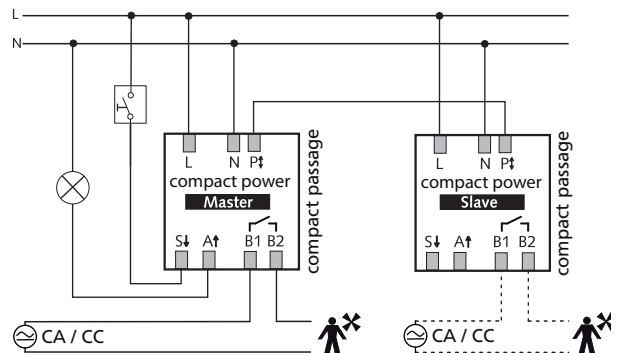 L
N
L N P↕
compact power
Master
S↓ A↑ B1 B2
compact passage
CA / CC
L N P↕
compact power
Slave
S↓ A↑ B1 B2
compact passage
CA / CC